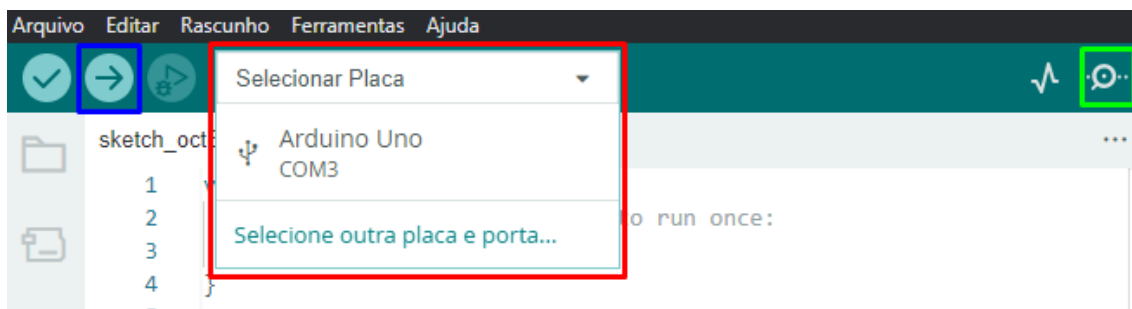 Arquivo Editar Rascunho Ferramentas Ajuda
Selecionar Placa
sketch_oct
Arduino Uno
COM3
1
2 to run once:
Selecione outra placa e porta...
3
4 }